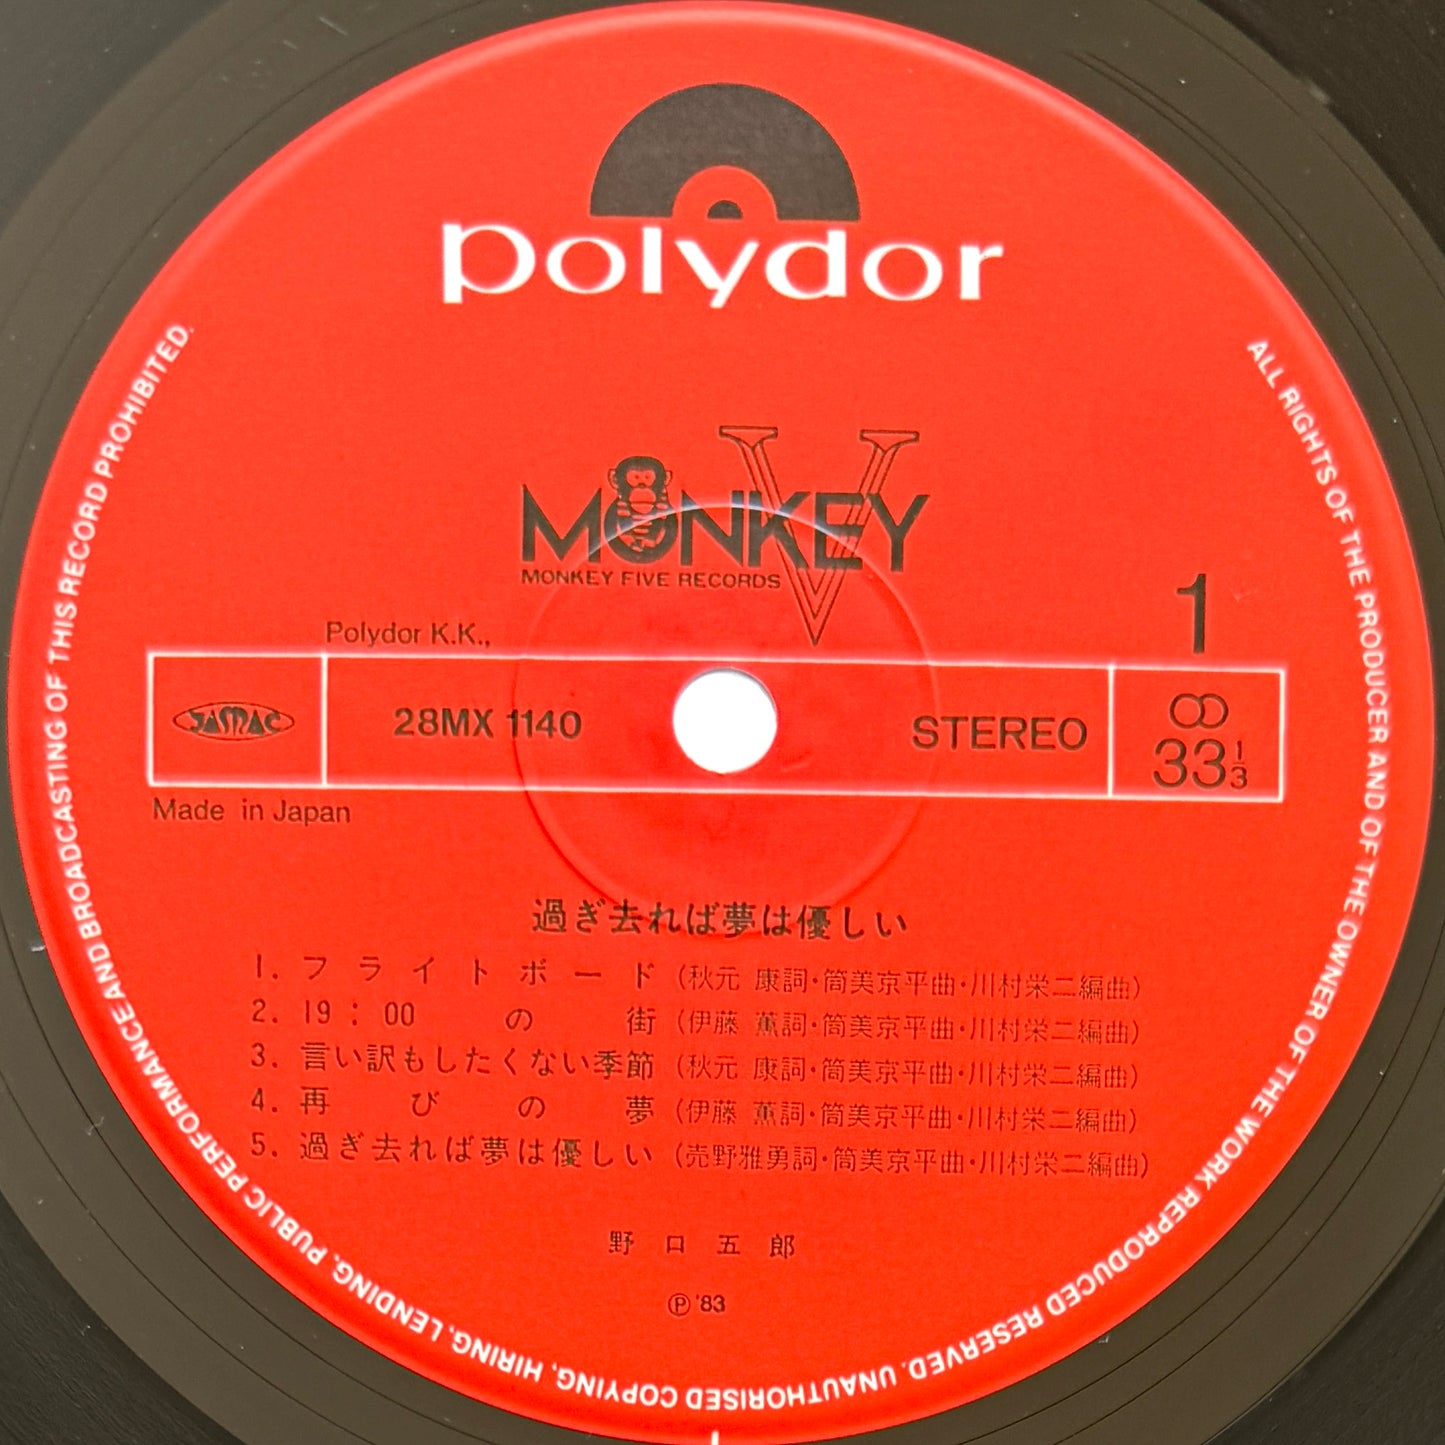 polydor
MONKEY V
MONKEY FIVE RECORDS
1
Polydor K.K.,
JASRAC
28MX 1140
STEREO
33 1/3
Made in Japan
過ぎ去れば夢は優しい
1. フライトボード (秋元 康詞・筒美京平曲・川村栄二編曲)
2. 19：00の街 (伊藤 薫詞・筒美京平曲・川村栄二編曲)
3. 言い訳もしたくない季節 (秋元 康詞・筒美京平曲・川村栄二編曲)
4. 再びの夢 (伊藤 薫詞・筒美京平曲・川村栄二編曲)
5. 過ぎ去れば夢は優しい (売野雅勇詞・筒美京平曲・川村栄二編曲)
野口五郎
Ⓟ '83
ALL RIGHTS OF THE PRODUCER AND OF THE OWNER OF THE WORK REPRODUCED RESERVED. UNAUTHORISED COPYING, HIRING, LENDING, PUBLIC PERFORMANCE AND BROADCASTING OF THIS RECORD PROHIBITED.